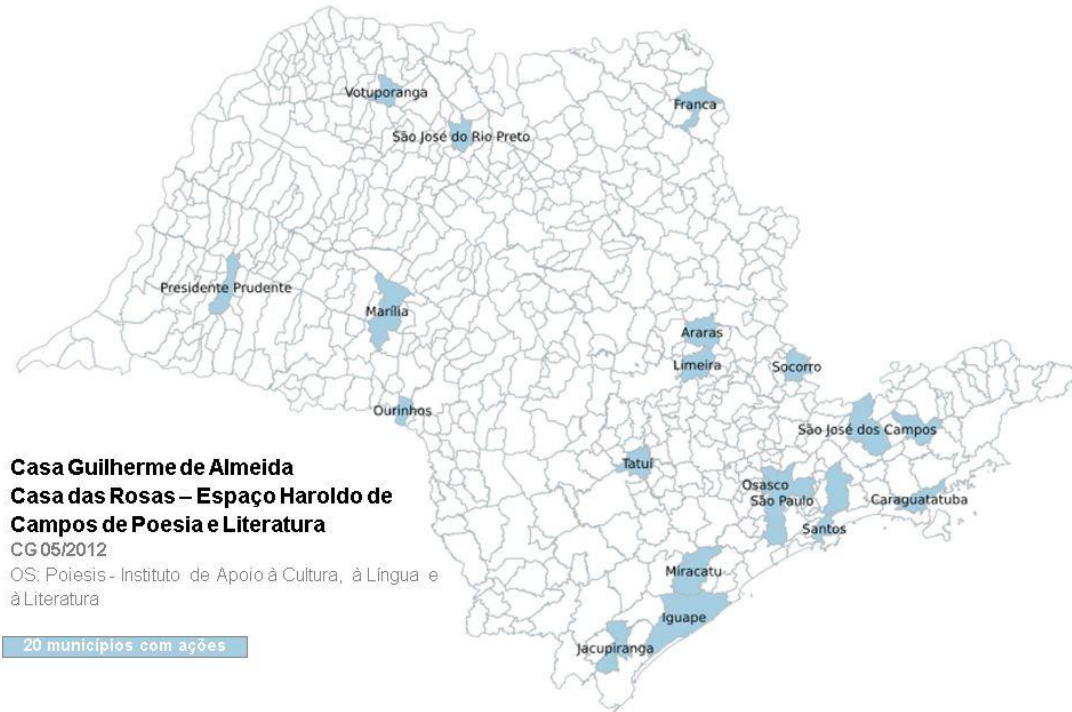 Votuporanga
Franca
São José do Rio Preto
Presidente Prudente
Marília
Araras
Limeira
Socorro
Ourinhos
São José dos Campos
Tatuí
Osasco
São Paulo
Caraguatatuba
Santos
Miracatu
Iguape
Jacupiranga
Casa Guilherme de Almeida
Casa das Rosas – Espaço Haroldo de
Campos de Poesia e Literatura
CG 05/2012
OS: Poiesis - Instituto de Apoio à Cultura, à Língua e
à Literatura
20 municípios com ações